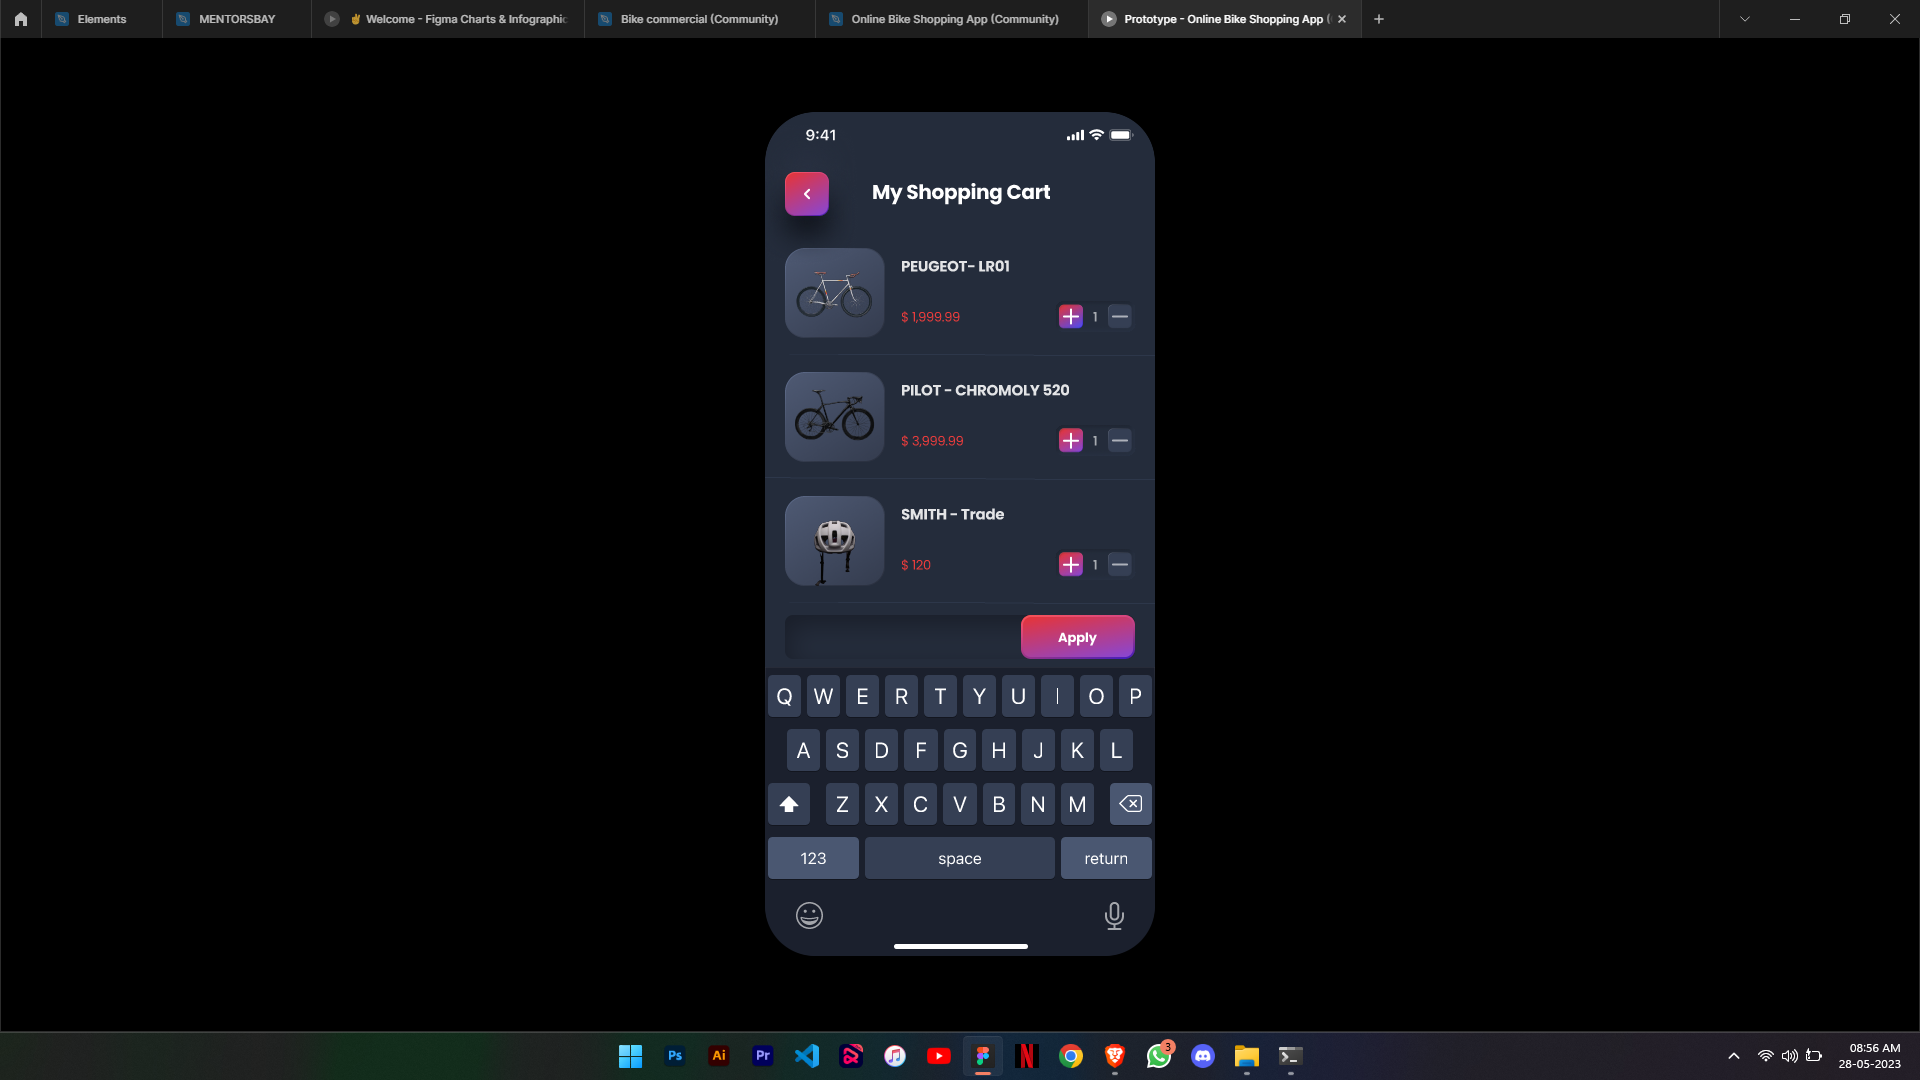 Elements
MENTORSBAY
✌ Welcome - Figma Charts & Infographic
Bike commercial (Community)
Online Bike Shopping App (Community)
Prototype - Online Bike Shopping App (
9:41
My Shopping Cart
PEUGEOT- LR01
$ 1,999.99
1
PILOT - CHROMOLY 520
$ 3,999.99
1
SMITH - Trade
$ 120
1
Apply
Q W E R T Y U I O P
A S D F G H J K L
Z X C V B N M
123 space return
Ps Ai Pr
N
3
08:56 AM
28-05-2023